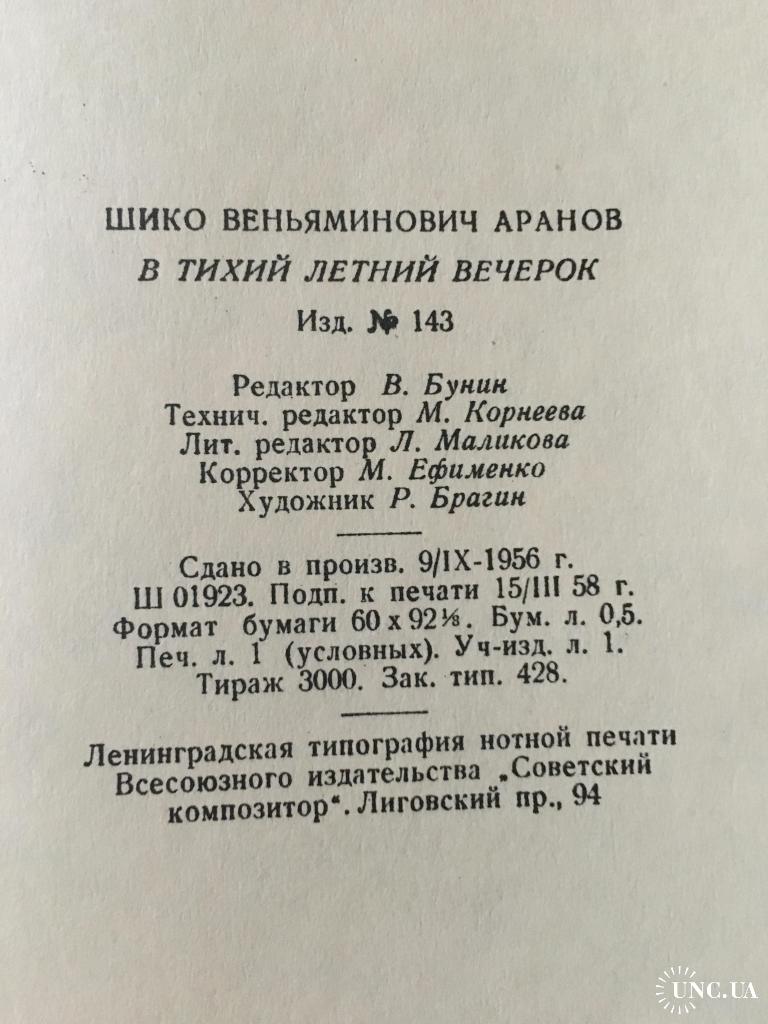 ШИКО ВЕНЬЯМИНОВИЧ АРАНОВ
В ТИХИЙ ЛЕТНИЙ ВЕЧЕРОК
Изд. № 143
Редактор В. Бунин
Технич. редактор М. Корнеева
Лит. редактор Л. Маликова
Корректор М. Ефименко
Художник Р. Брагин
Сдано в произв. 9/IX-1956 г.
Ш 01923. Подп. к печати 15/III 58 г.
Формат бумаги 60 х 92⅛. Бум. л. 0,5.
Печ. л. 1 (условных). Уч-изд. л. 1.
Тираж 3000. Зак. тип. 428.
Ленинградская типография нотной печати
Всесоюзного издательства „Советский
композитор“. Лиговский пр., 94
UNC.UA